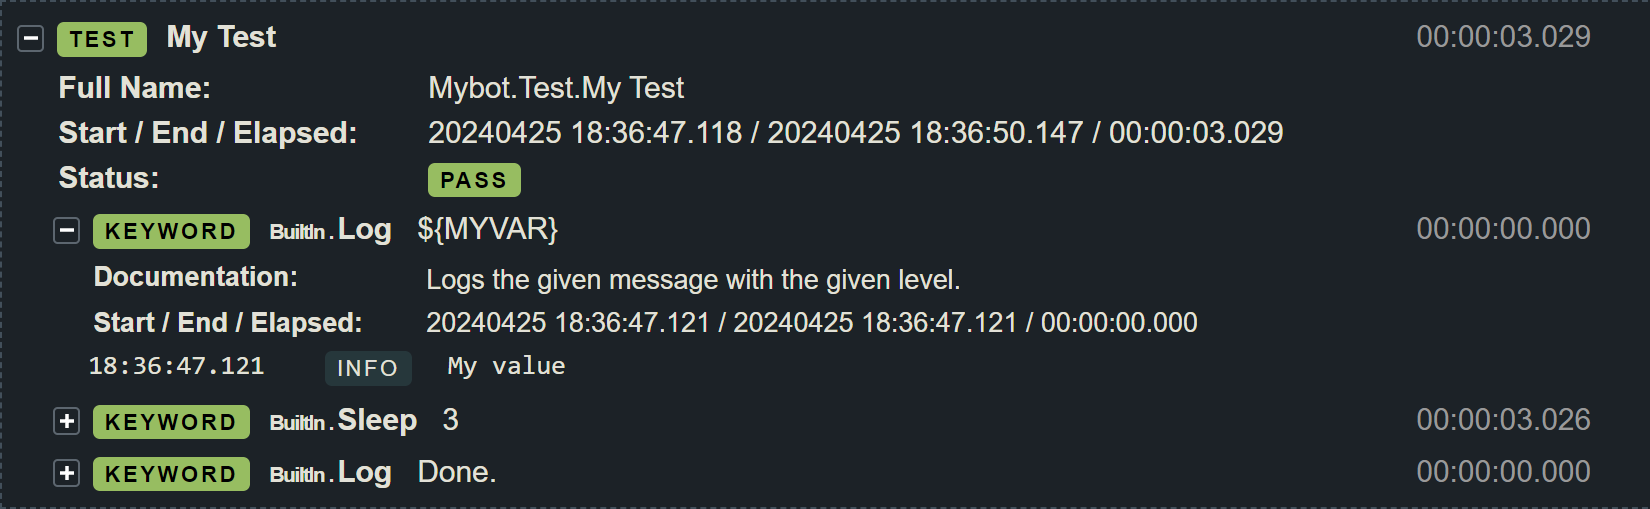 TEST My Test 00:00:03.029
Full Name: Mybot.Test.My Test
Start / End / Elapsed: 20240425 18:36:47.118 / 20240425 18:36:50.147 / 00:00:03.029
Status: PASS
KEYWORD BuiltIn.Log ${MYVAR} 00:00:00.000
Documentation: Logs the given message with the given level.
Start / End / Elapsed: 20240425 18:36:47.121 / 20240425 18:36:47.121 / 00:00:00.000
18:36:47.121 INFO My value
KEYWORD BuiltIn.Sleep 3 00:00:03.026
KEYWORD BuiltIn.Log Done. 00:00:00.000